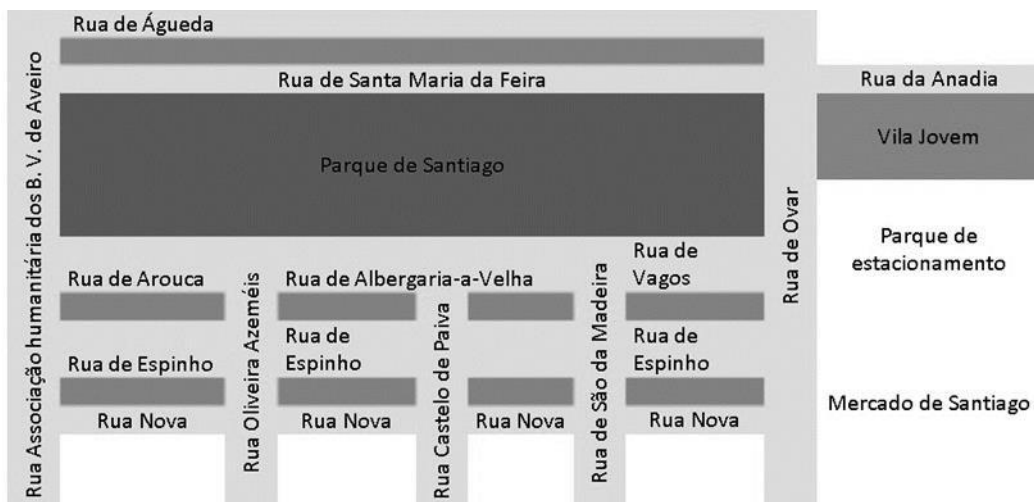 Rua de Águeda
Rua de Santa Maria da Feira
Rua da Anadia
Vila Jovem
Parque de Santiago
Rua Associação humanitária dos B. V. de Aveiro
Rua de Ovar
Parque de
estacionamento
Rua de Arouca
Rua Oliveira Azeméis
Rua de Albergaria-a-Velha
Rua Castelo de Paiva
Rua de São da Madeira
Rua de
Vagos
Rua de Espinho
Rua de
Espinho
Rua de
Espinho
Mercado de Santiago
Rua Nova
Rua Nova
Rua Nova
Rua Nova